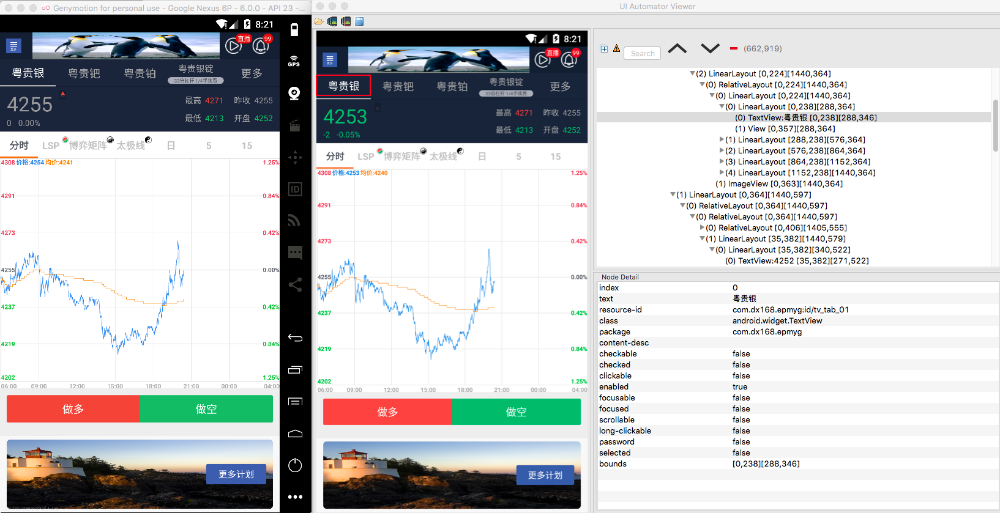 Genymotion for personal use - Google Nexus 6P - 6.0.0 - API 23 -...
8:21
更多
直播
99
粤贵银
粤贵钯
粤贵铂
粤贵银锭
33倍杠杆 1/4手续费
更多
4255
0 0.00%
最高 4271 昨收 4255
最低 4213 开盘 4252
分时 LSP 博弈矩阵 太极线 日 5 15
4308 价格:4254 均价:4241 1.25%
4291 0.84%
4273 0.42%
4255 0.00%
4237 0.42%
4219 0.84%
4202 1.25%
06:00 09:00 12:00 15:00 18:00 21:00 00:00 04:00
做多 做空
更多计划
GPS
ID
UI Automator Viewer
8:21
更多
直播
99
粤贵银
粤贵钯
粤贵铂
粤贵银锭
33倍杠杆 1/4手续费
更多
4253
-2 -0.05%
最高 4271 昨收 4255
最低 4213 开盘 4252
分时 LSP 博弈矩阵 太极线 日 5 15
4308 价格:4253 均价:4240 1.25%
4291 0.84%
4273 0.42%
4255 0.00%
4237 0.42%
4219 0.84%
4202 1.25%
06:00 09:00 12:00 15:00 18:00 21:00 00:00 04:00
做多 做空
更多计划
Search
(662,919)
(2) LinearLayout [0,224][1440,364]
(0) RelativeLayout [0,224][1440,364]
(0) LinearLayout [0,224][1440,364]
(0) LinearLayout [0,238][288,364]
(0) TextView:粤贵银 [0,238][288,346]
(1) View [0,357][288,364]
(1) LinearLayout [288,238][576,364]
(2) LinearLayout [576,238][864,364]
(3) LinearLayout [864,238][1152,364]
(4) LinearLayout [1152,238][1440,364]
(1) ImageView [0,363][1440,364]
(1) LinearLayout [0,364][1440,597]
(0) RelativeLayout [0,364][1440,597]
(0) RelativeLayout [0,364][1440,597]
(0) RelativeLayout [0,406][1405,555]
(1) LinearLayout [35,382][1440,579]
(0) LinearLayout [35,382][340,522]
(0) TextView:4252 [35,382][271,522]
Node Detail
index 0
text 粤贵银
resource-id com.dx168.epmyg:id/tv_tab_01
class android.widget.TextView
package com.dx168.epmyg
content-desc
checkable false
checked false
clickable false
enabled true
focusable false
focused false
scrollable false
long-clickable false
password false
selected false
bounds [0,238][288,346]